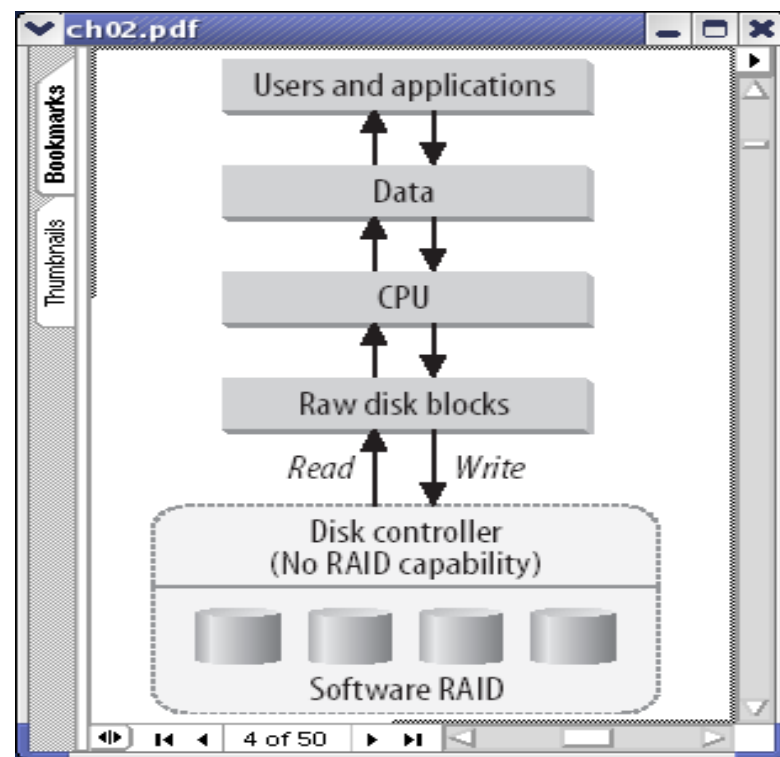 ch02.pdf
Bookmarks
Thumbnails
Users and applications
Data
CPU
Raw disk blocks
Read Write
Disk controller
(No RAID capability)
Software RAID
4 of 50